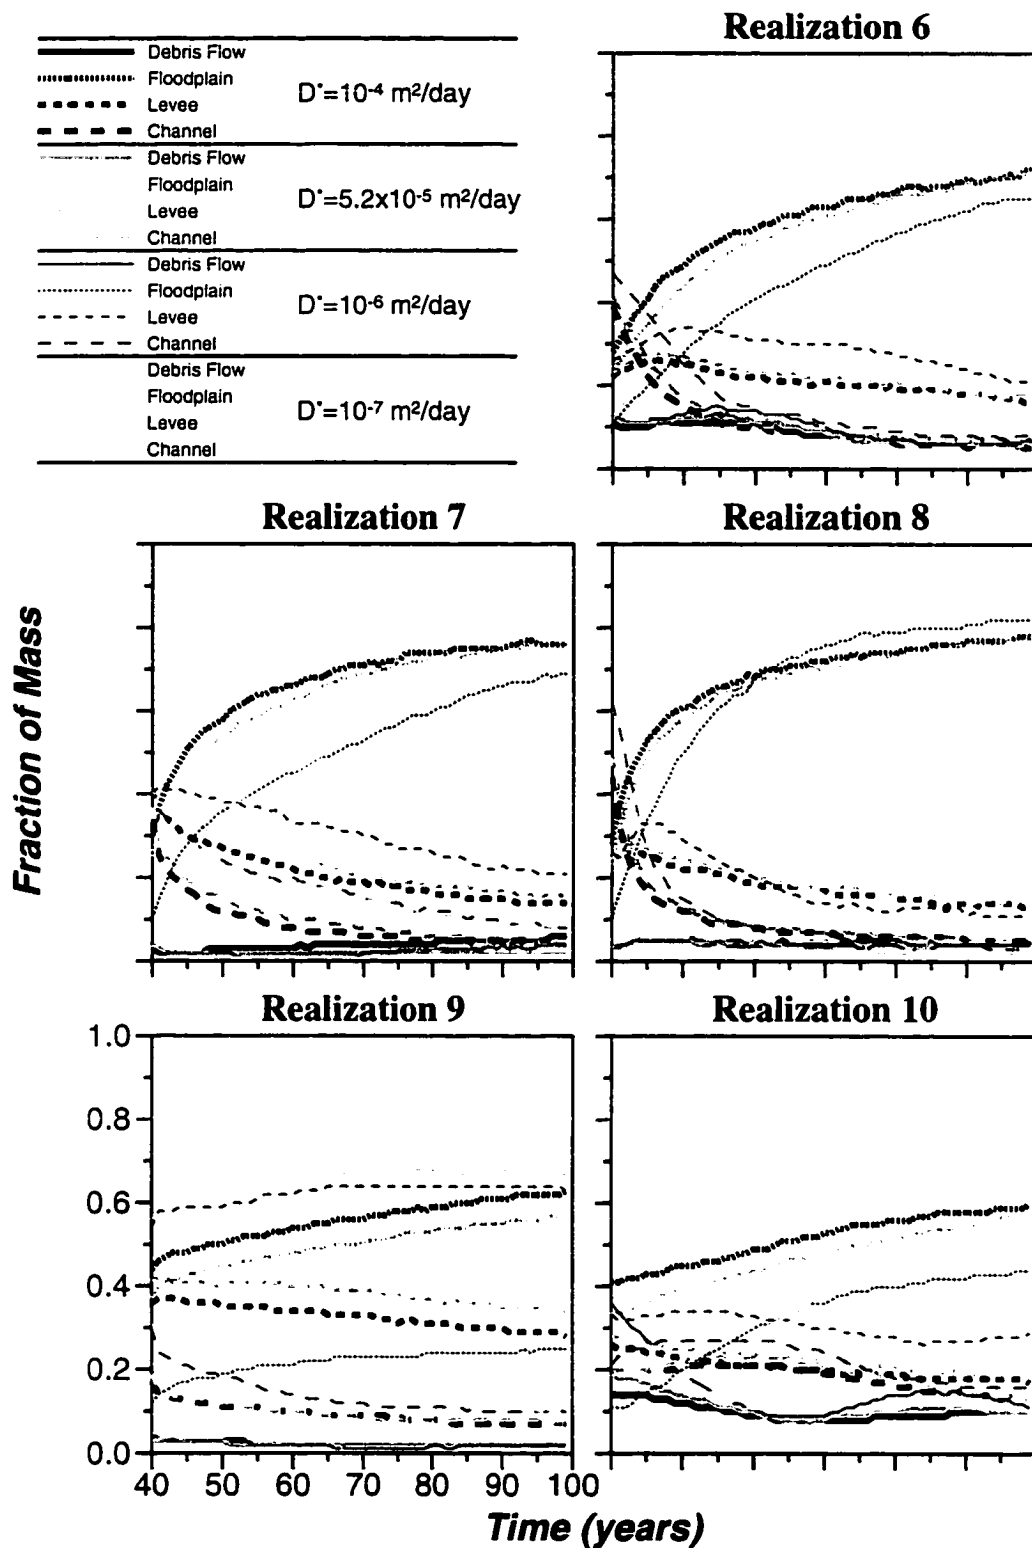 Realization 6
Debris Flow
Floodplain
Levee
Channel
D*=10-4 m²/day
Debris Flow
Floodplain
Levee
Channel
D*=5.2x10-5 m²/day
Debris Flow
Floodplain
Levee
Channel
D*=10-6 m²/day
Debris Flow
Floodplain
Levee
Channel
D*=10-7 m²/day
Realization 7
Realization 8
Fraction of Mass
Realization 9
Realization 10
1.0
0.8
0.6
0.4
0.2
0.0
40 50 60 70 80 90 100
Time (years)